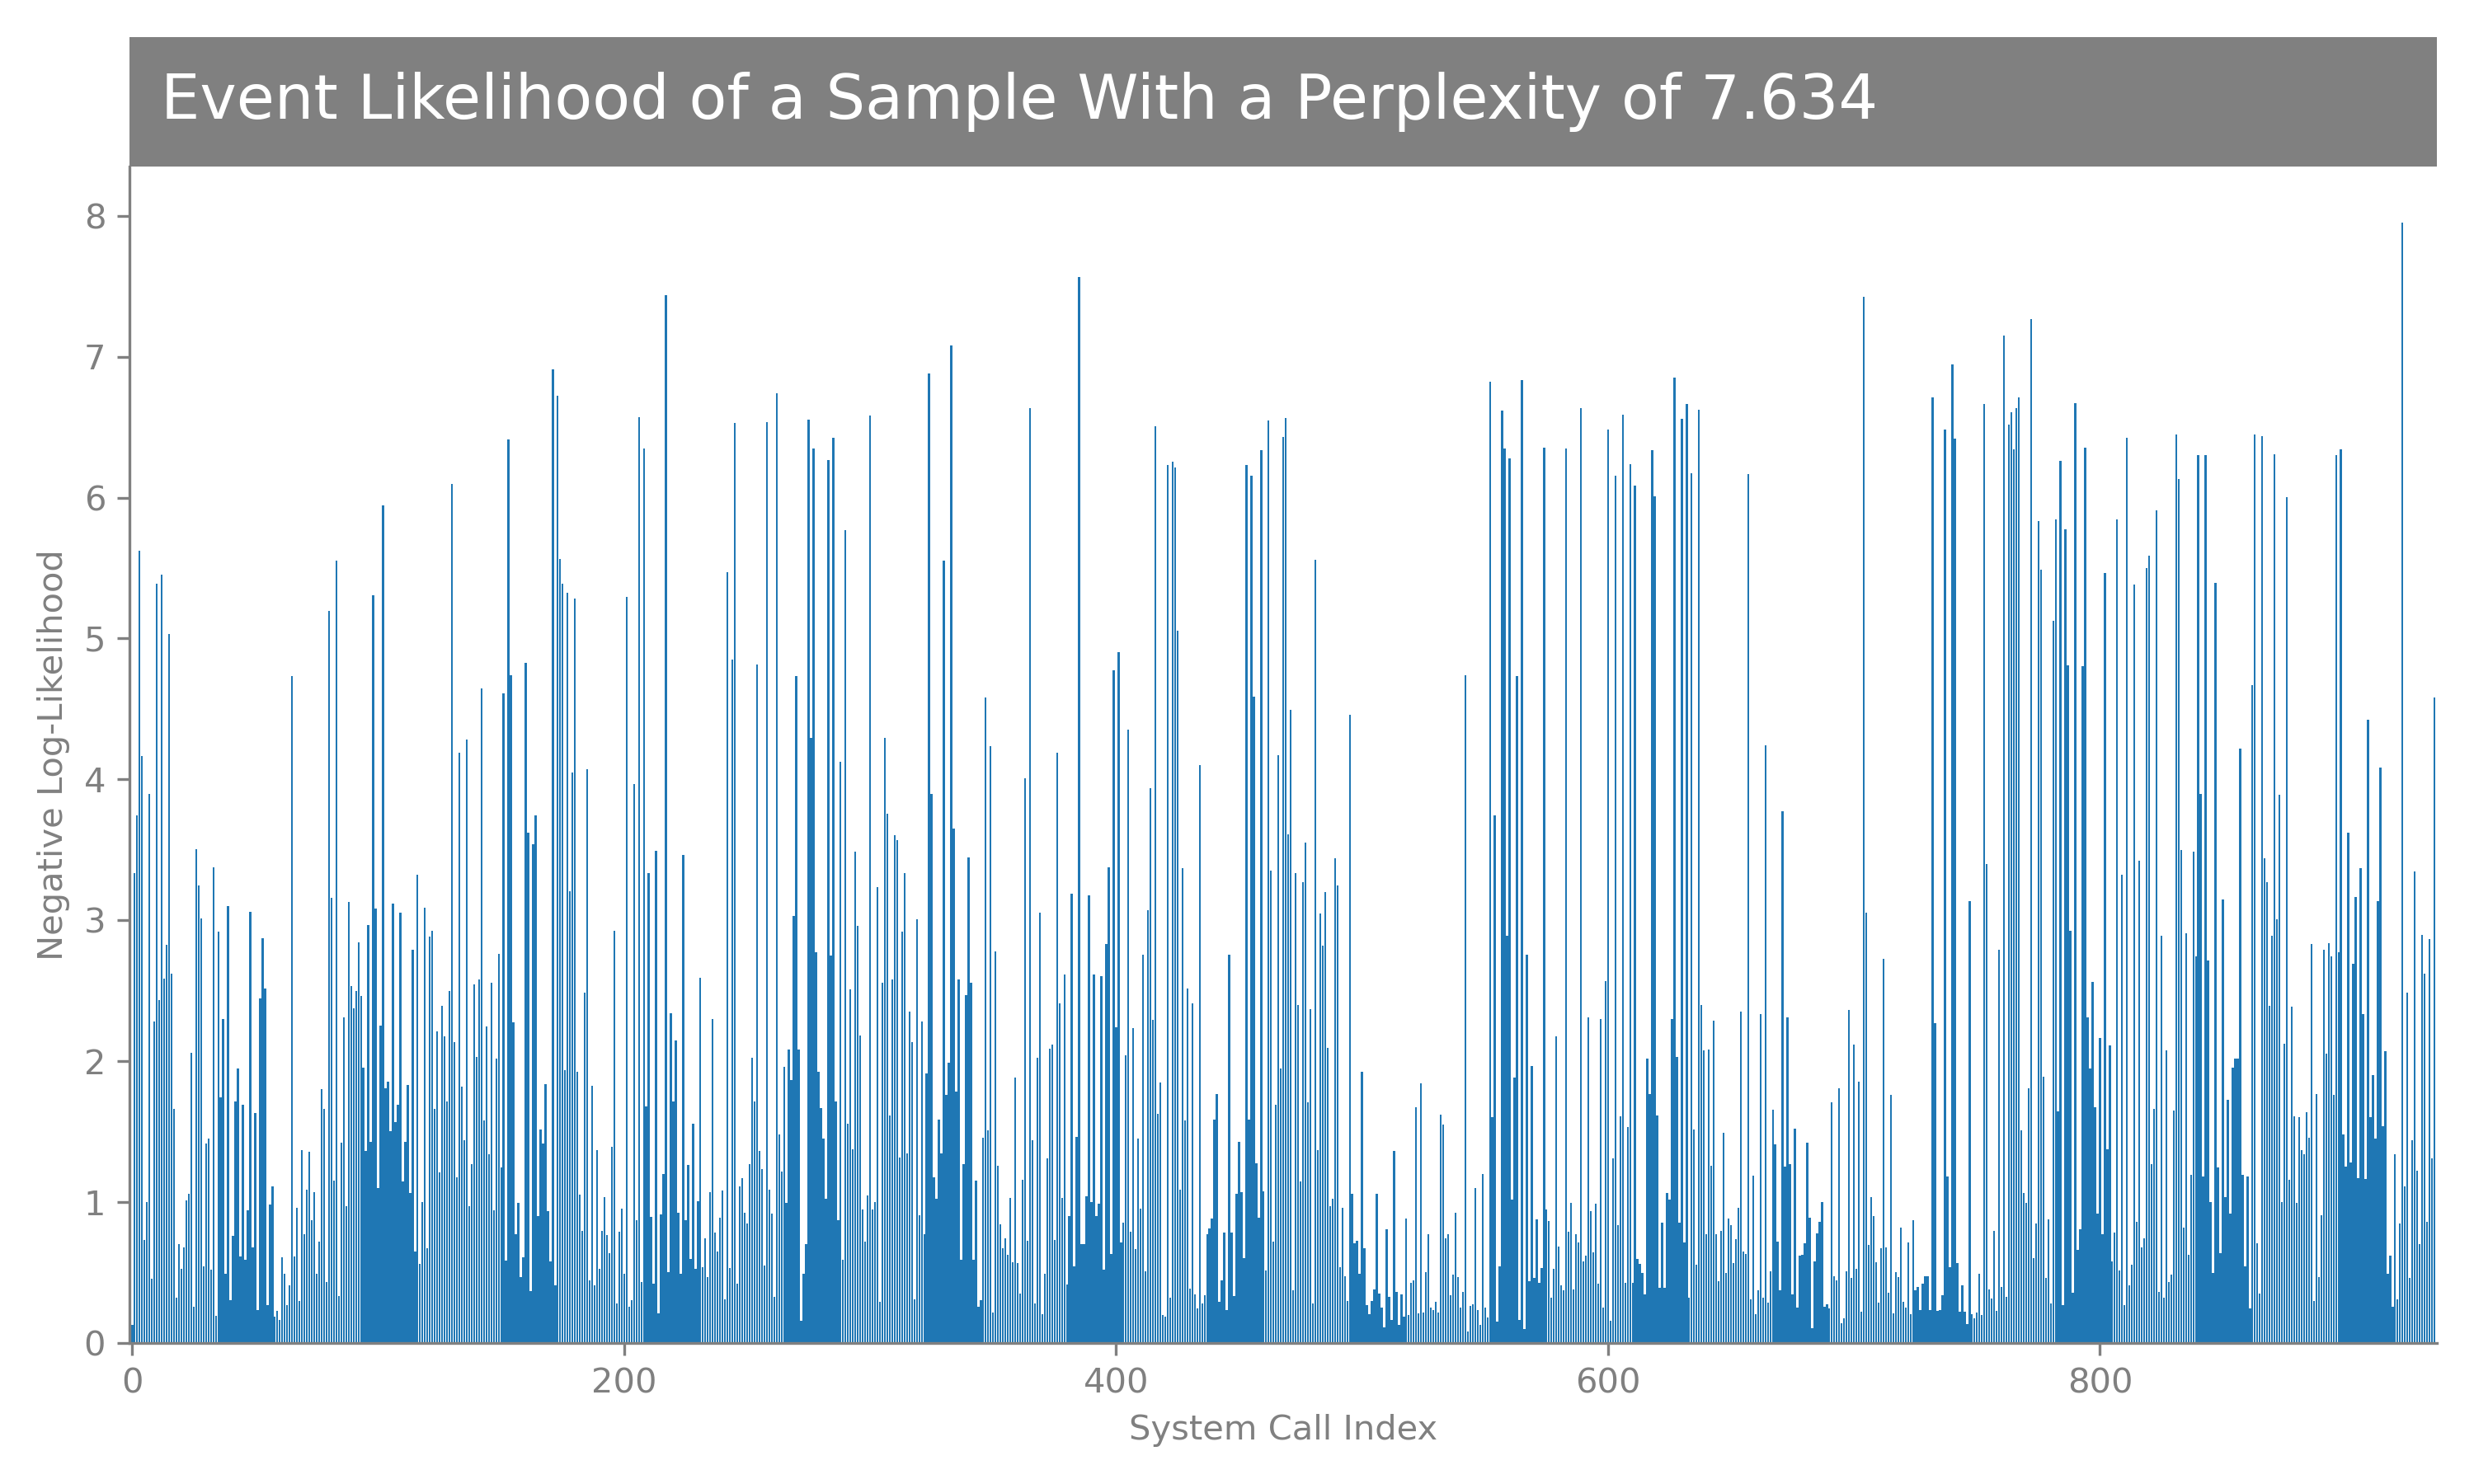 Event Likelihood of a Sample With a Perplexity of 7.634
8
7
6
5
4
3
2
1
0
Negative Log-Likelihood
0 200 400 600 800
System Call Index